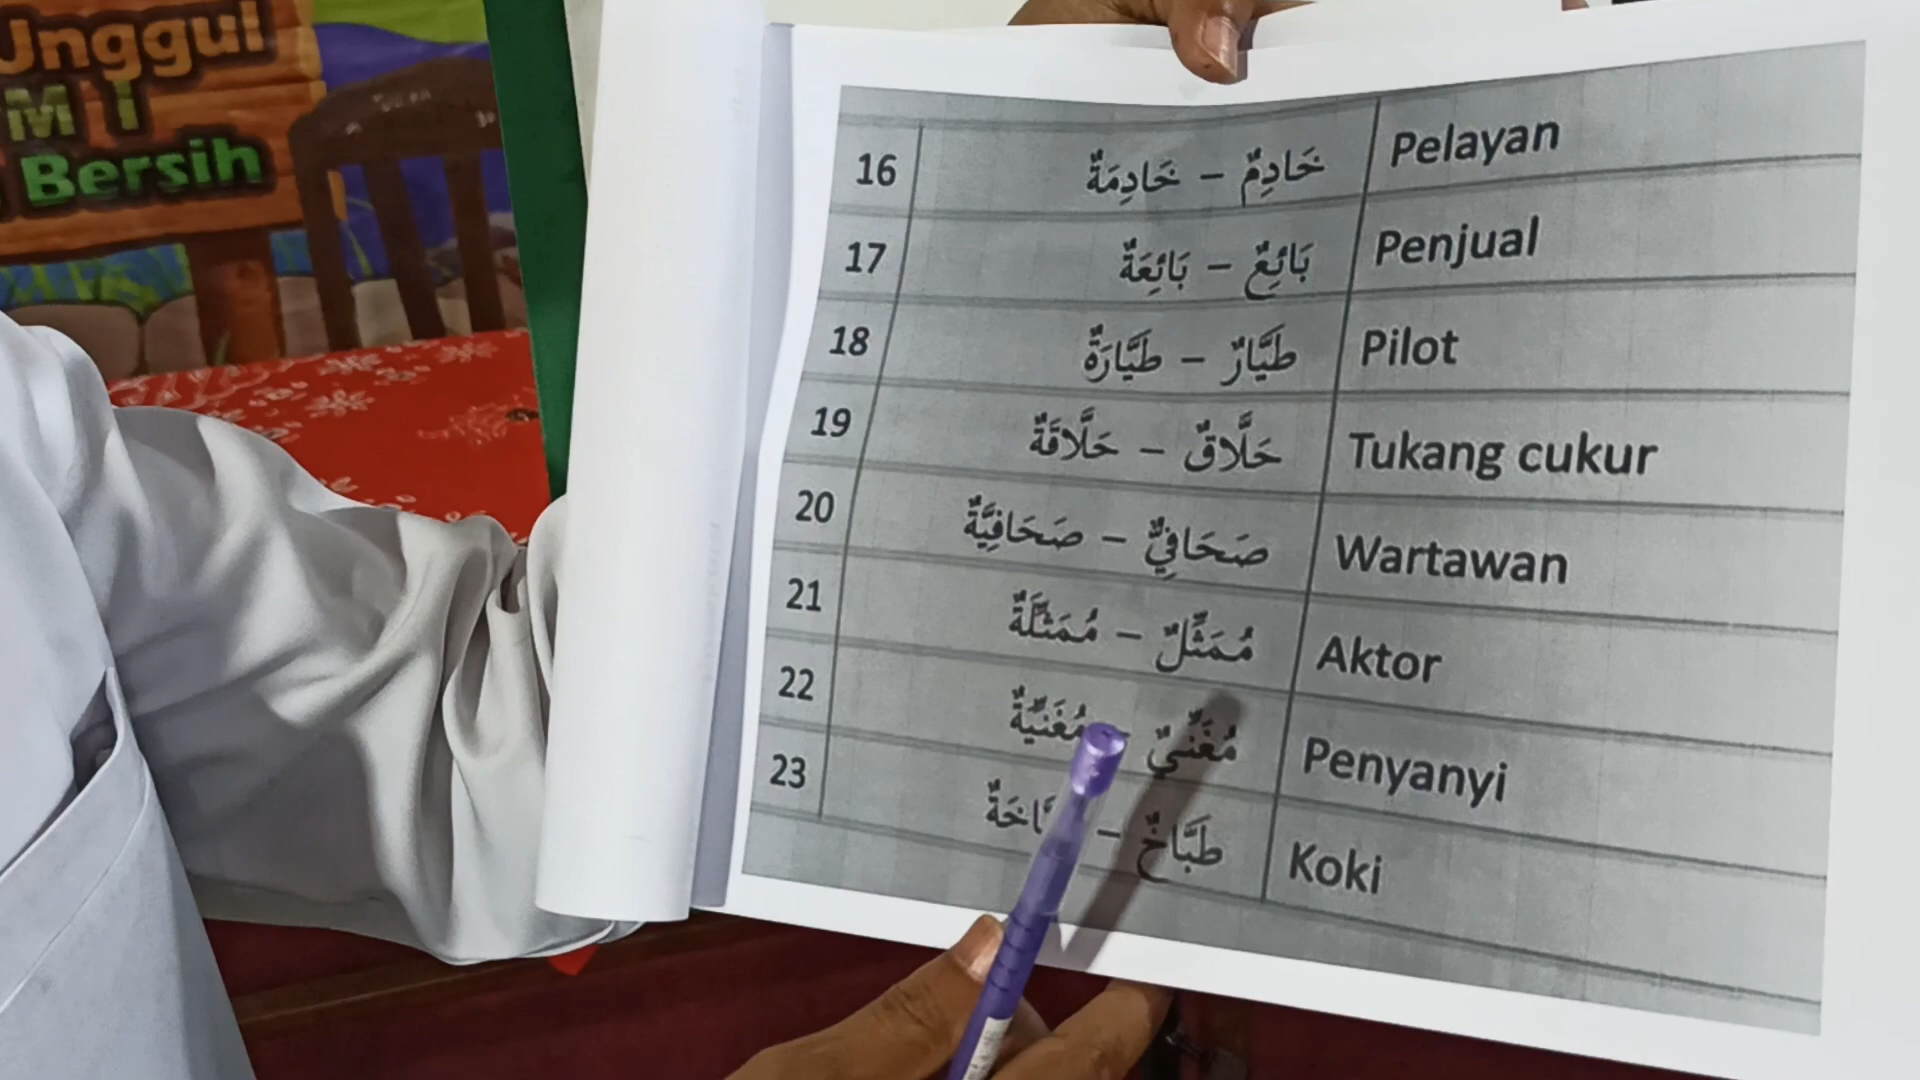 Unggul
M 1
Bersih
16 خَادِمٌ – خَادِمَةٌ Pelayan
17 بَائِعٌ – بَائِعَةٌ Penjual
18 طَيَّارٌ – طَيَّارَةٌ Pilot
19 حَلَّاقٌ – حَلَّاقَةٌ Tukang cukur
20 صَحَافِيٌّ – صَحَافِيَّةٌ Wartawan
21 مُمَثِّلٌ – مُمَثِّلَةٌ Aktor
22 مُغَنِّيٌ – مُغَنِّيَّةٌ Penyanyi
23 طَبَّاخٌ – Koki